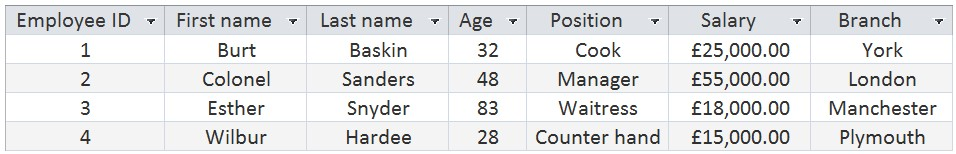 Employee ID First name Last name Age Position Salary Branch
1 Burt Baskin 32 Cook £25,000.00 York
2 Colonel Sanders 48 Manager £55,000.00 London
3 Esther Snyder 83 Waitress £18,000.00 Manchester
4 Wilbur Hardee 28 Counter hand £15,000.00 Plymouth